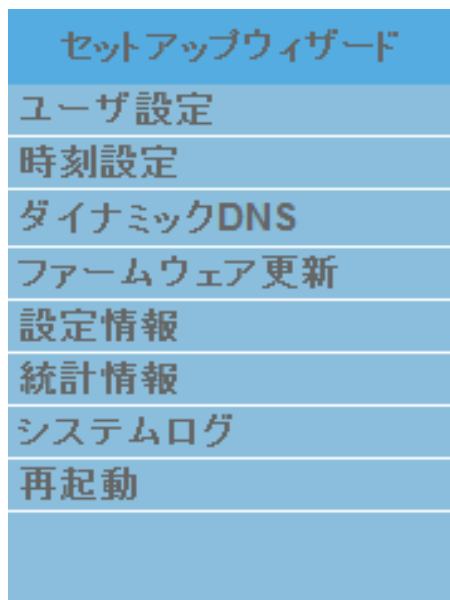 セットアップウィザード
ユーザ設定
時刻設定
ダイナミックDNS
ファームウェア更新
設定情報
統計情報
システムログ
再起動